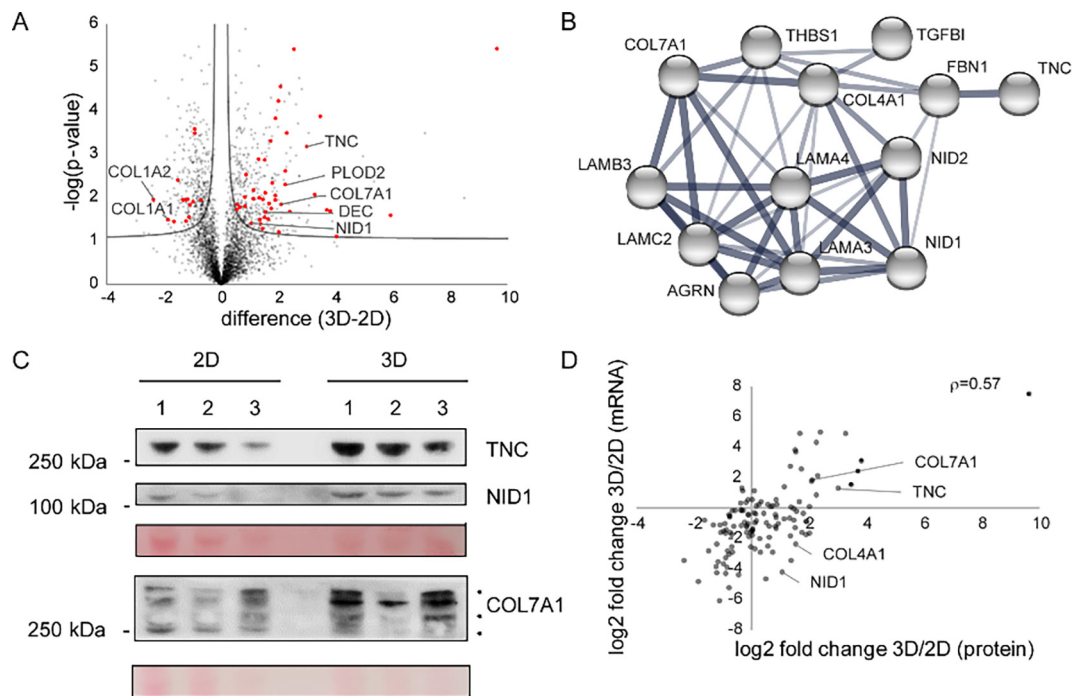 A
-log(p-value)
6
5
4
3
2
1
0
-4 -2 0 2 4 6 8 10
difference (3D-2D)
COL1A2
COL1A1
TNC
PLOD2
COL7A1
DEC
NID1
B
COL7A1
THBS1
TGFBI
FBN1
TNC
COL4A1
LAMB3
LAMA4
NID2
LAMC2
LAMA3
NID1
AGRN
C
2D 3D
1 2 3 1 2 3
TNC
250 kDa -
NID1
100 kDa -
COL7A1
250 kDa -
D
log2 fold change 3D/2D (mRNA)
8
6
4
2
-2
-4
-6
-8
-4 -2 0 2 4 6 8 10
ρ=0.57
COL7A1
TNC
COL4A1
NID1
log2 fold change 3D/2D (protein)